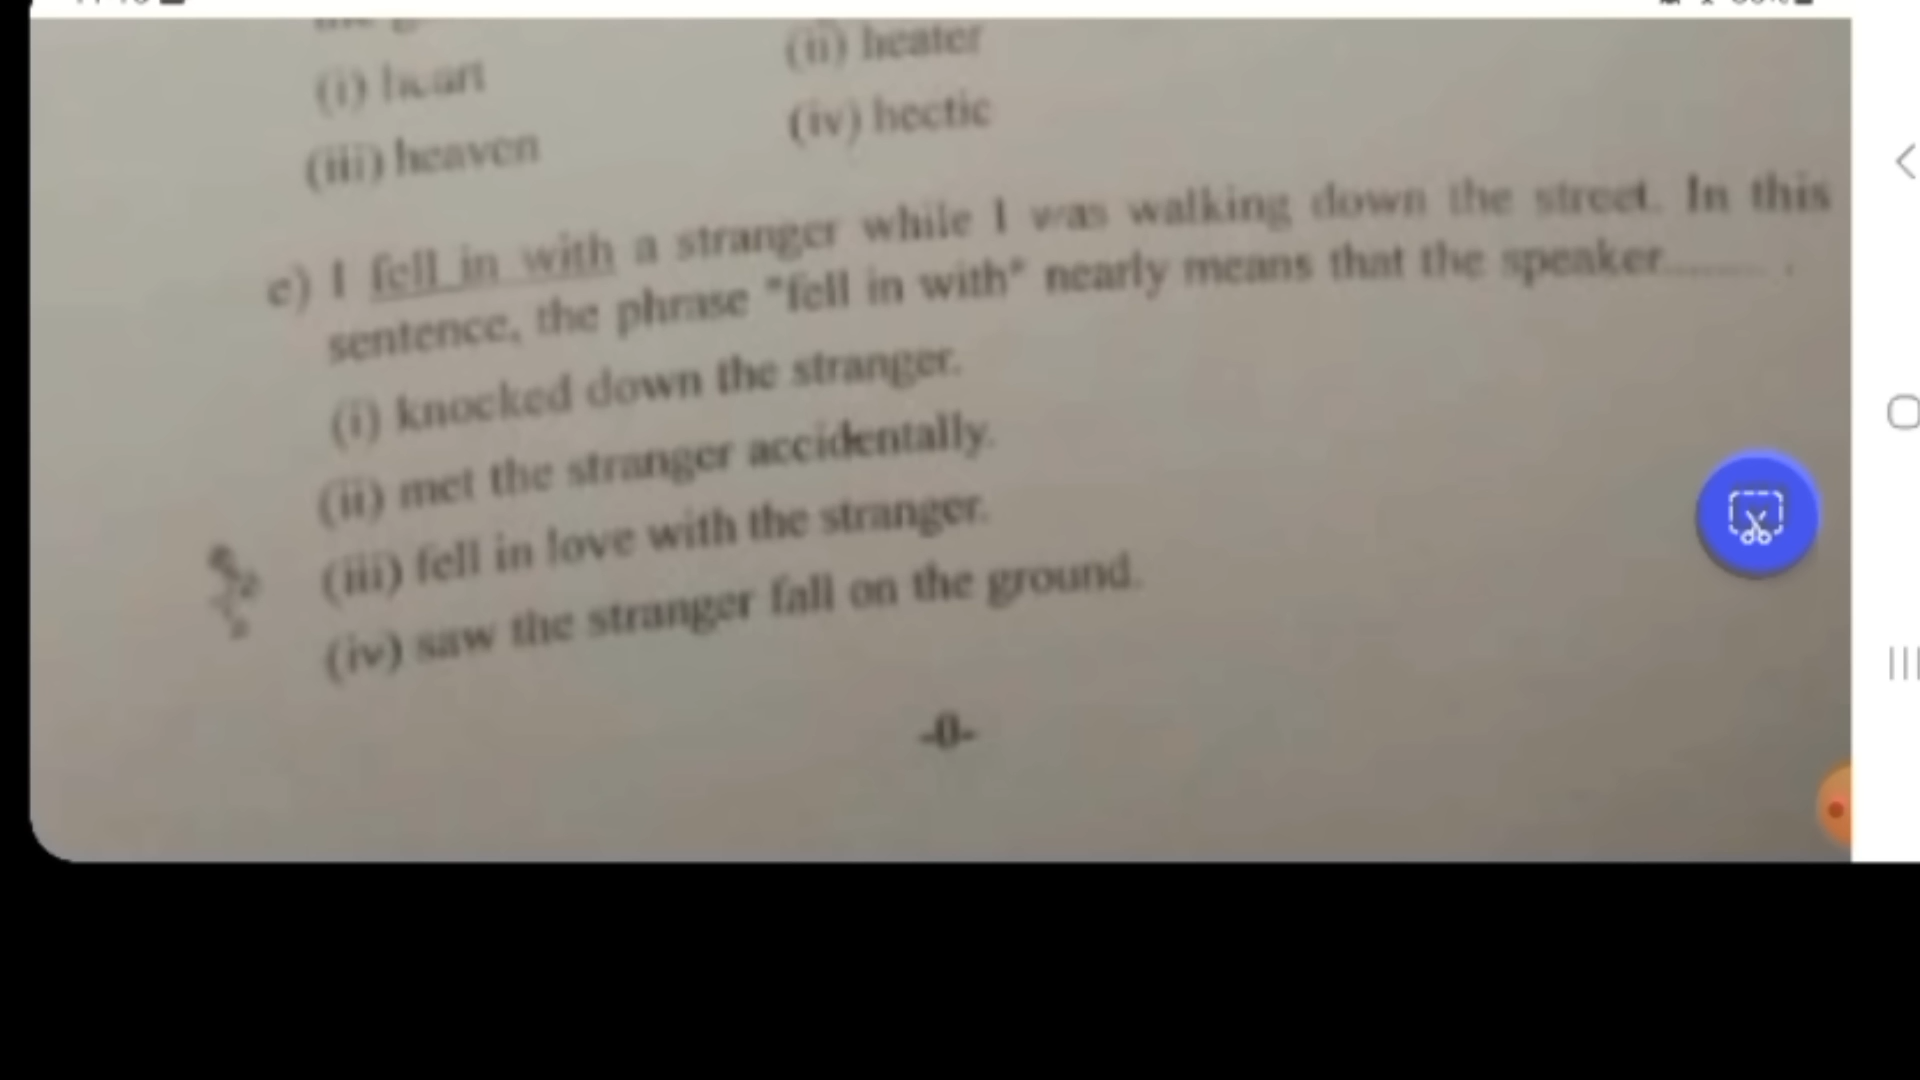 (i) heart
(ii) heater
(iii) heaven
(iv) hectic
e) I fell in with a stranger while I was walking down the street. In this
sentence, the phrase "fell in with" nearly means that the speaker........ .
(i) knocked down the stranger.
(ii) met the stranger accidentally.
(iii) fell in love with the stranger.
(iv) saw the stranger fall on the ground.
-0-